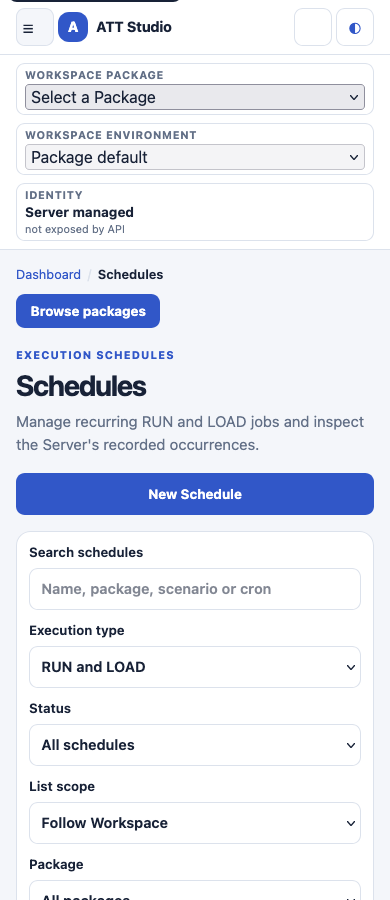 ☰
A
ATT Studio
WORKSPACE PACKAGE
Select a Package
WORKSPACE ENVIRONMENT
Package default
IDENTITY
Server managed
not exposed by API
Dashboard / Schedules
Browse packages
EXECUTION SCHEDULES
Schedules
Manage recurring RUN and LOAD jobs and inspect
the Server's recorded occurrences.
New Schedule
Search schedules
Name, package, scenario or cron
Execution type
RUN and LOAD
Status
All schedules
List scope
Follow Workspace
Package
All packages